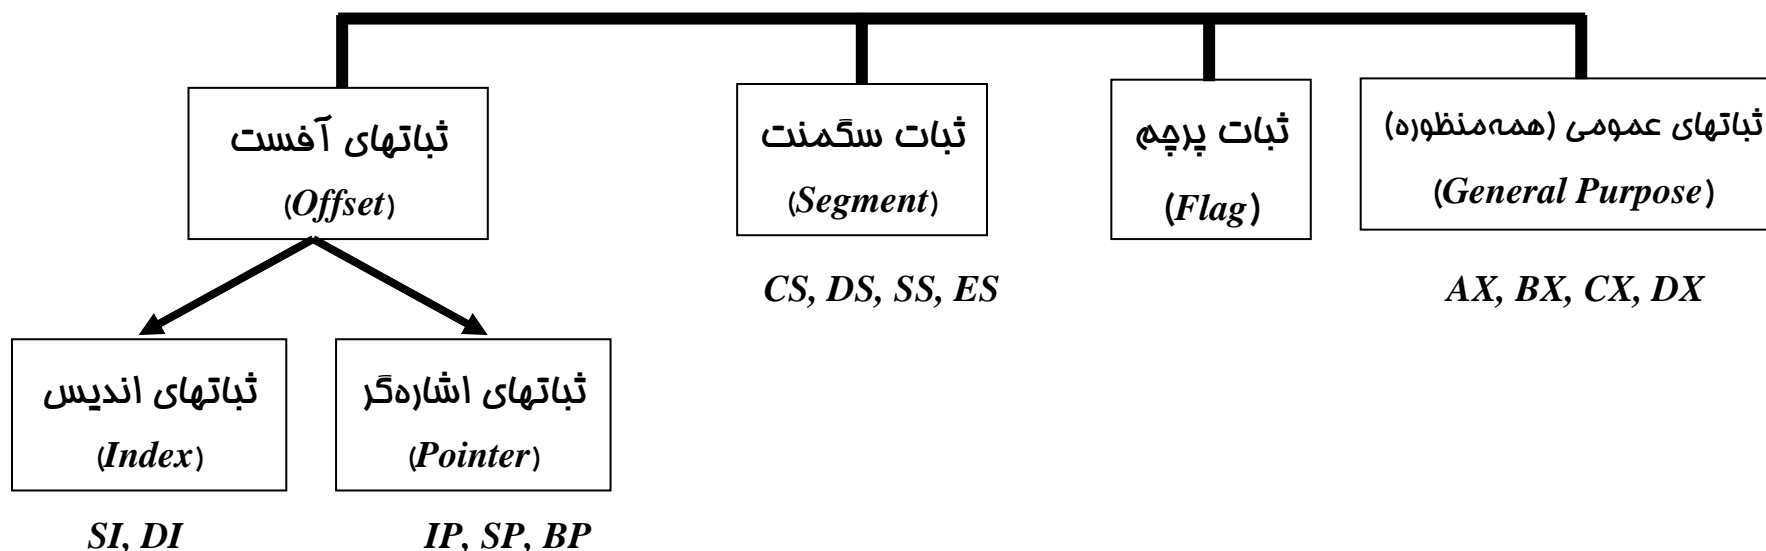 ثباتهای عمومی (همه‌منظوره)
(General Purpose)
AX, BX, CX, DX
ثبات پرچم
(Flag)
ثبات سگمنت
(Segment)
CS, DS, SS, ES
ثباتهای آفست
(Offset)
ثباتهای اشاره‌گر
(Pointer)
IP, SP, BP
ثباتهای اندیس
(Index)
SI, DI